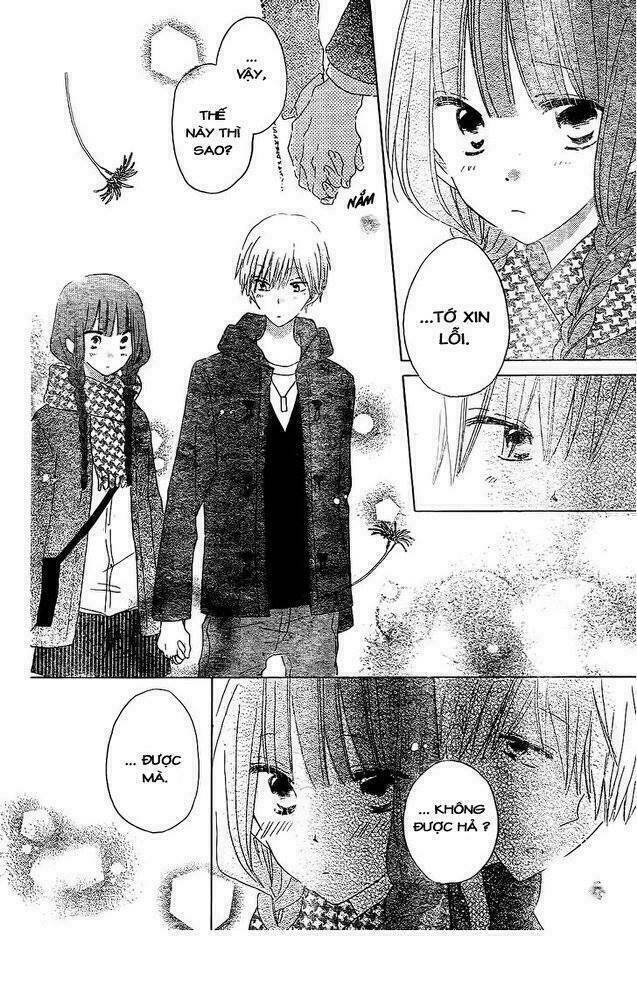 ...TỚ XIN
LỖI.
...
VẬY,
THẾ
NÀY THÌ
SAO?
NẮM
... KHÔNG
ĐƯỢC HẢ ?
... ĐƯỢC
MÀ.